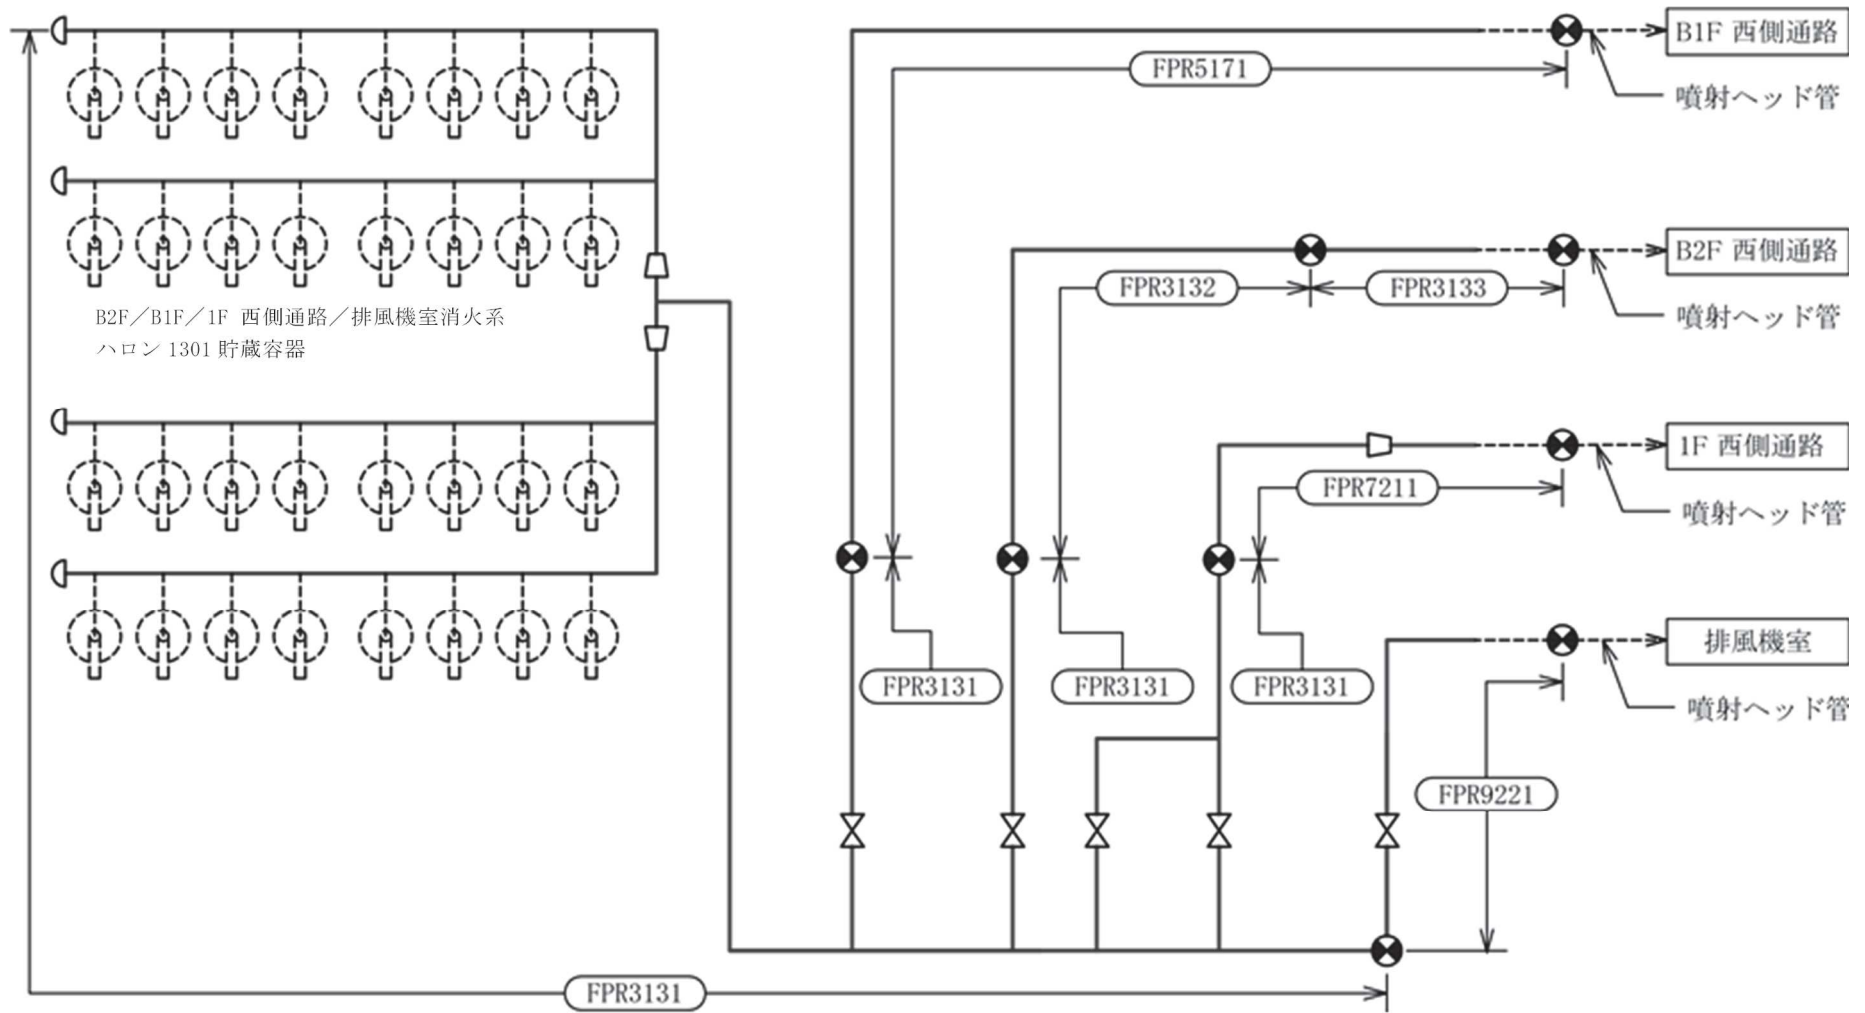 B1F 西側通路
FPR5171
噴射ヘッド管
B2F 西側通路
FPR3132
FPR3133
噴射ヘッド管
B2F/B1F/1F 西側通路/排風機室消火系
ハロン 1301 貯蔵容器
1F 西側通路
FPR7211
噴射ヘッド管
排風機室
FPR3131
FPR3131
FPR3131
噴射ヘッド管
FPR9221
FPR3131